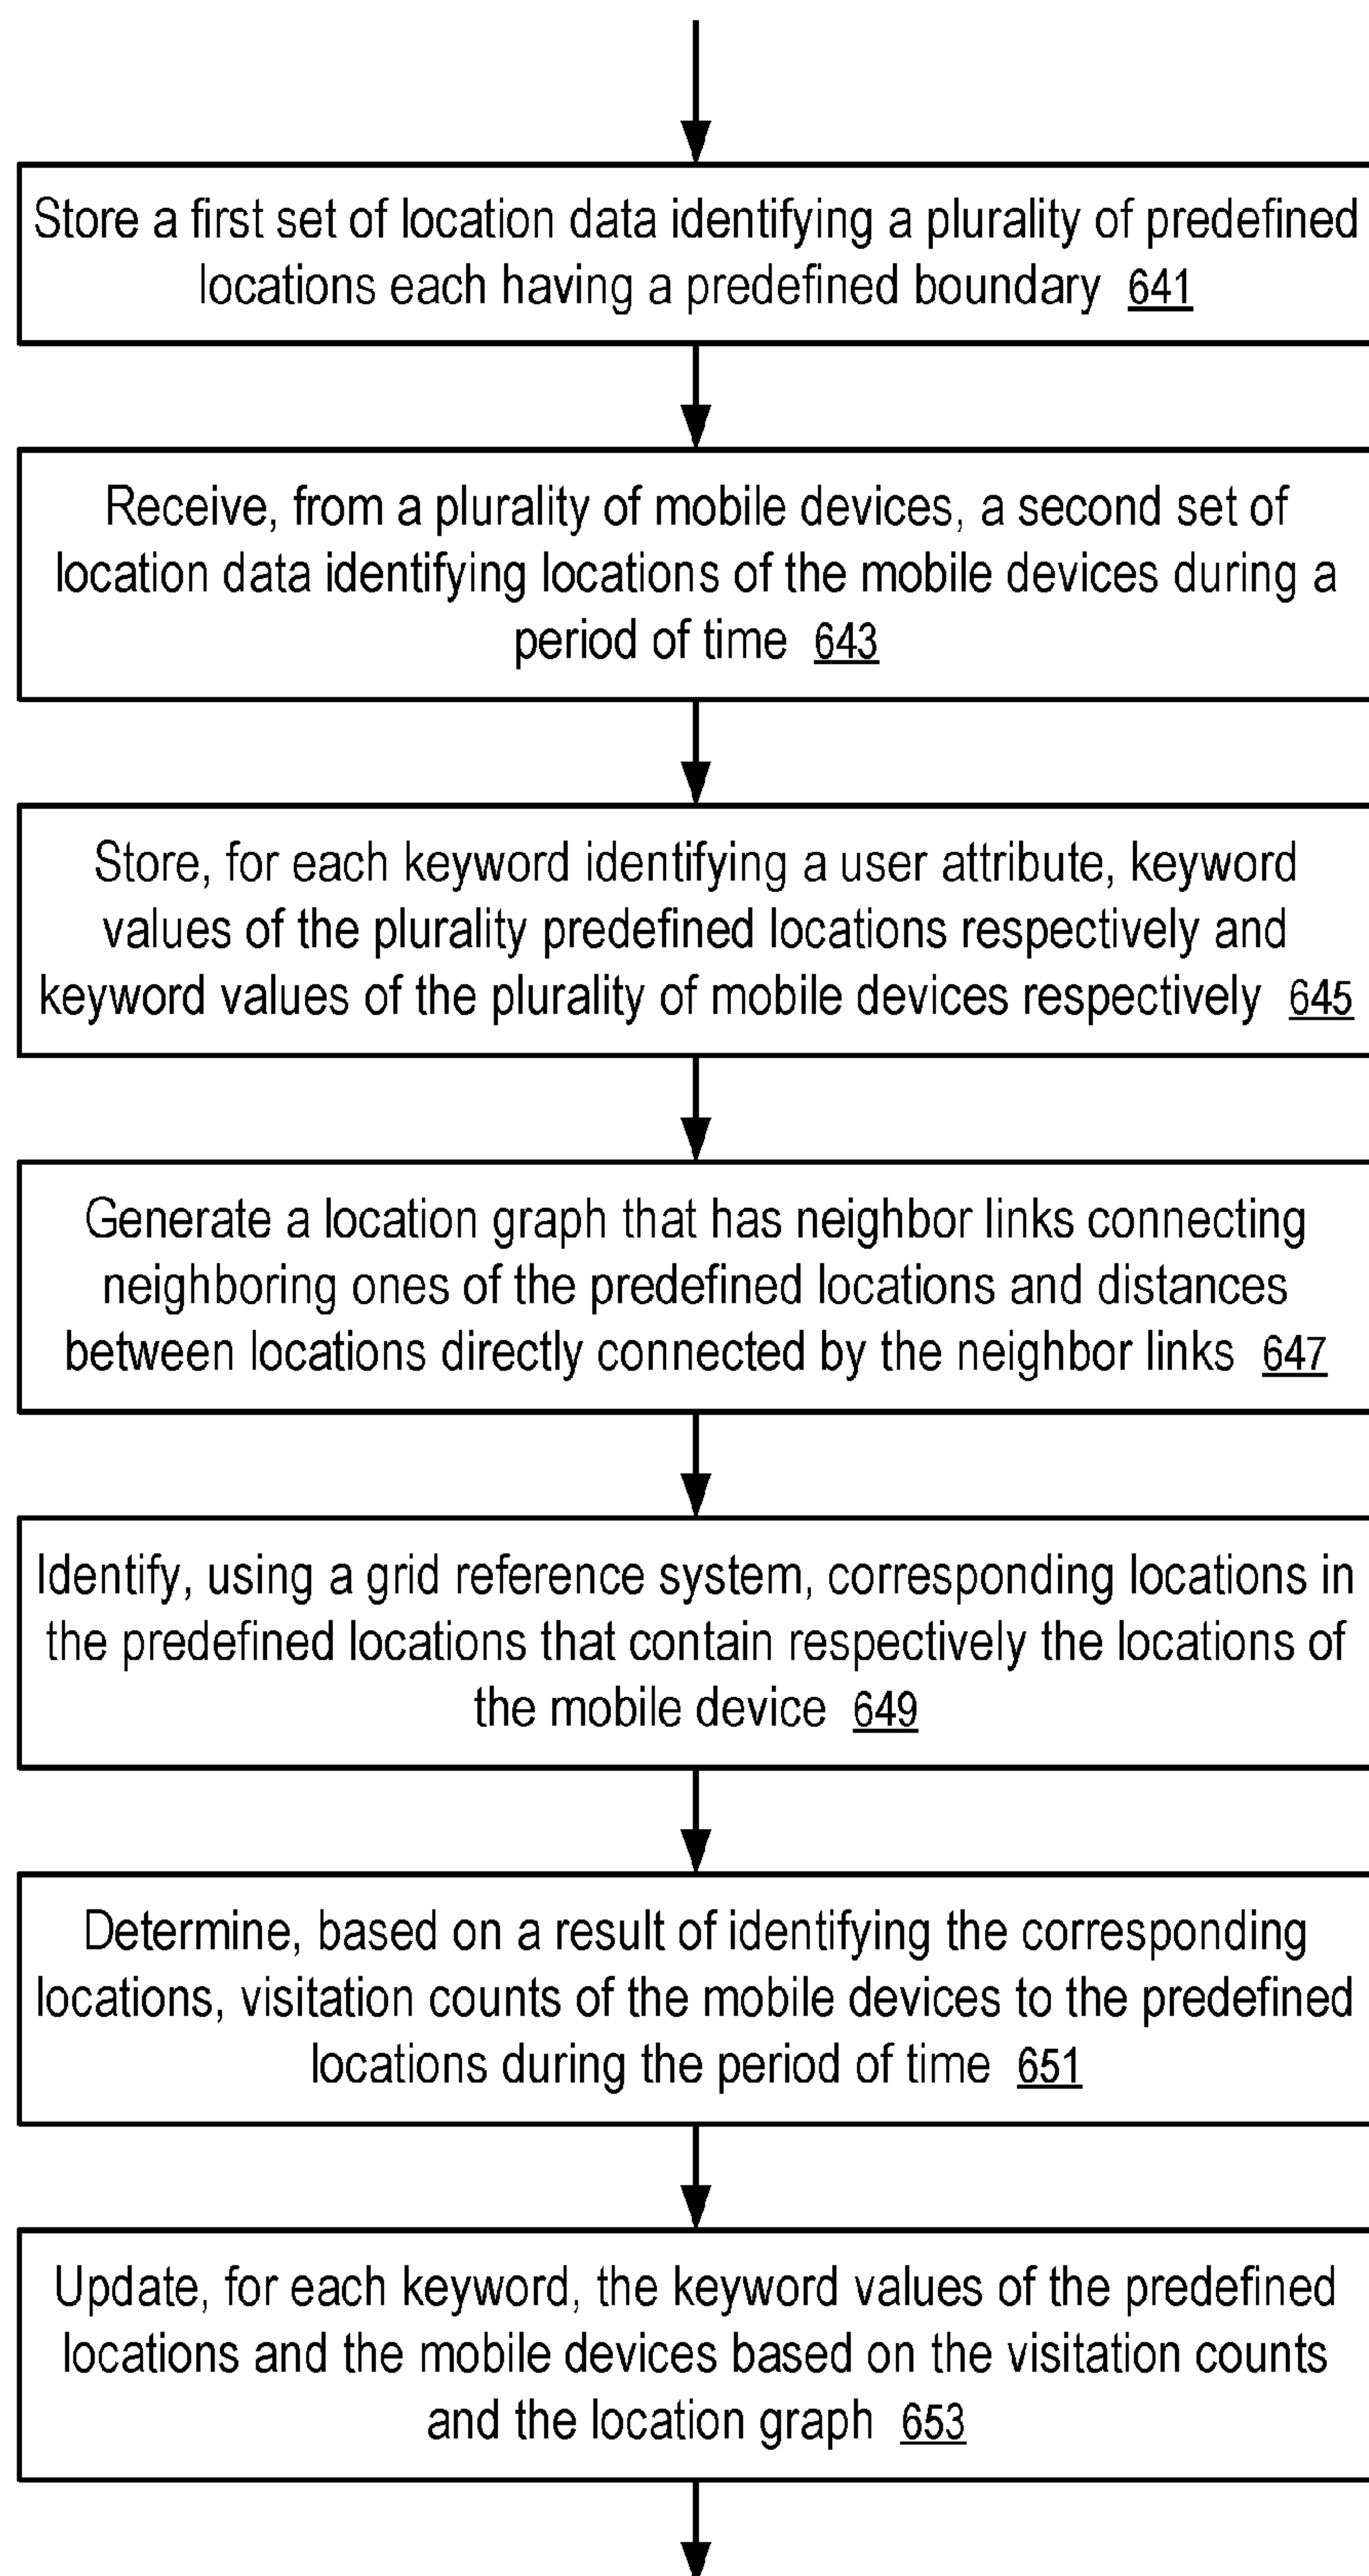 Store a first set of location data identifying a plurality of predefined
locations each having a predefined boundary 641
Receive, from a plurality of mobile devices, a second set of
location data identifying locations of the mobile devices during a
period of time 643
Store, for each keyword identifying a user attribute, keyword
values of the plurality predefined locations respectively and
keyword values of the plurality of mobile devices respectively 645
Generate a location graph that has neighbor links connecting
neighboring ones of the predefined locations and distances
between locations directly connected by the neighbor links 647
Identify, using a grid reference system, corresponding locations in
the predefined locations that contain respectively the locations of
the mobile device 649
Determine, based on a result of identifying the corresponding
locations, visitation counts of the mobile devices to the predefined
locations during the period of time 651
Update, for each keyword, the keyword values of the predefined
locations and the mobile devices based on the visitation counts
and the location graph 653